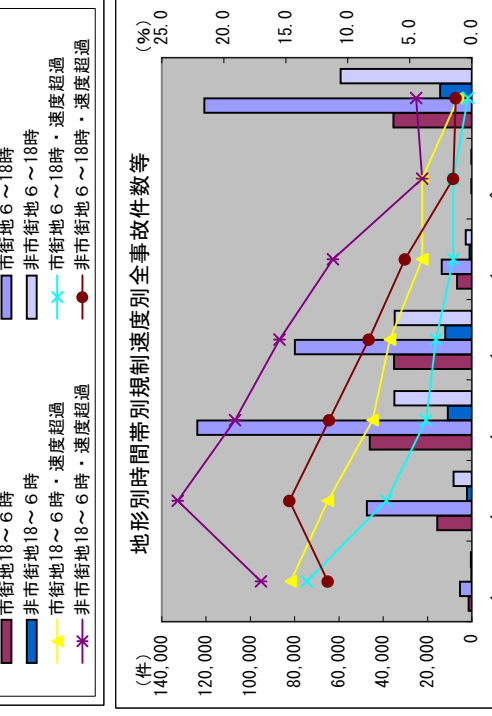 市街地18～6時
市街地6～18時
非市街地18～6時
非市街地6～18時
市街地18～6時・速度超過
市街地6～18時・速度超過
非市街地18～6時・速度超過
非市街地6～18時・速度超過
地形別時間帯別規制速度別全事故件数等
(件)
(%)
140,000
120,000
100,000
80,000
60,000
40,000
20,000
0
25.0
20.0
15.0
10.0
5.0
0.0